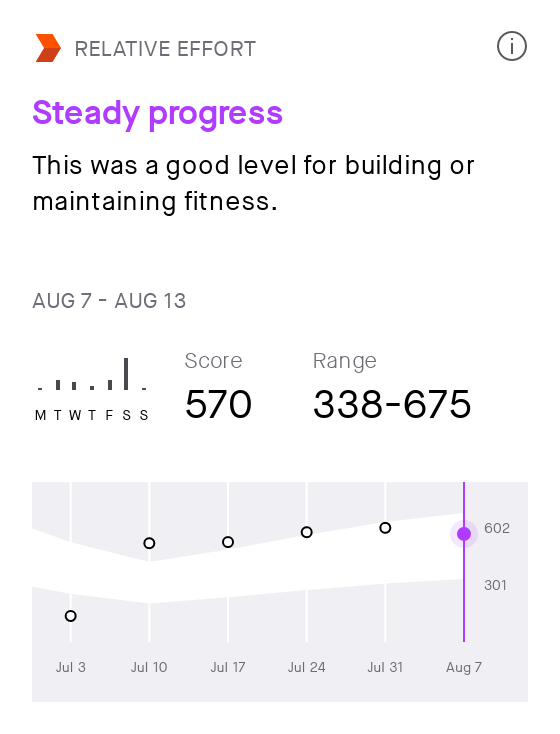 RELATIVE EFFORT
i
Steady progress
This was a good level for building or
maintaining fitness.
AUG 7 - AUG 13
Score Range
570 338-675
M T W T F S S
602
301
Jul 3 Jul 10 Jul 17 Jul 24 Jul 31 Aug 7